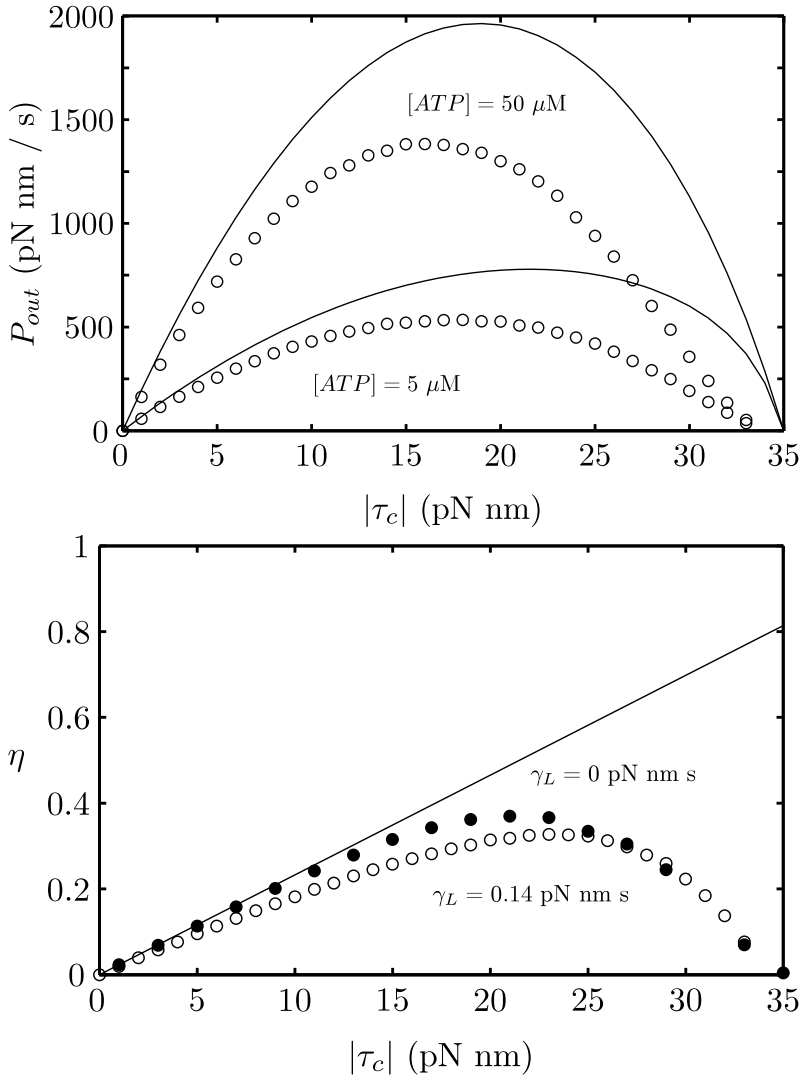 2000
1500
1000
500
0
P_out (pN nm / s)
[ATP] = 50 μM
[ATP] = 5 μM
0 5 10 15 20 25 30 35
|τ_c| (pN nm)
1
0.8
0.6
0.4
0.2
0
η
γ_L = 0 pN nm s
γ_L = 0.14 pN nm s
0 5 10 15 20 25 30 35
|τ_c| (pN nm)